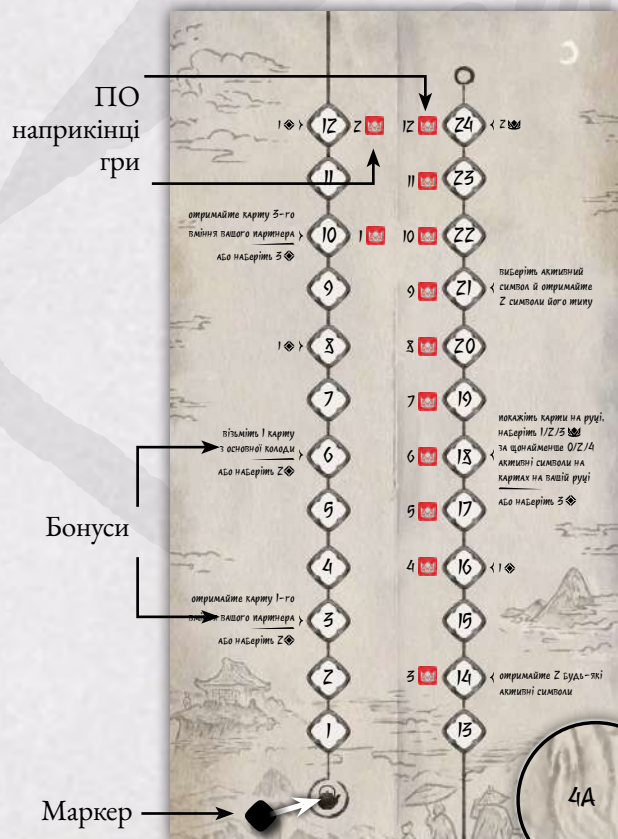 ПО
наприкінці
гри
Бонуси
Маркер
1
12
2
11
отримайте карту 3-го
вміння вашого партнера
або наберіть 3
10
1
9
1
8
7
візьміть 1 карту
з основної колоди
або наберіть 2
6
5
4
отримайте карту 1-го
вміння вашого партнера
або наберіть 2
3
2
1
12
24
2
11
23
10
22
9
21
виберіть активний
символ й отримайте
2 символи його типу
8
20
7
19
6
18
покажіть карти на руці.
наберіть 1/2/3
за щонайменше 0/2/4
активні символи на
картах на вашій руці
або наберіть 3
5
17
4
16
1
15
3
14
отримайте 2 будь-які
активні символи
13
4A